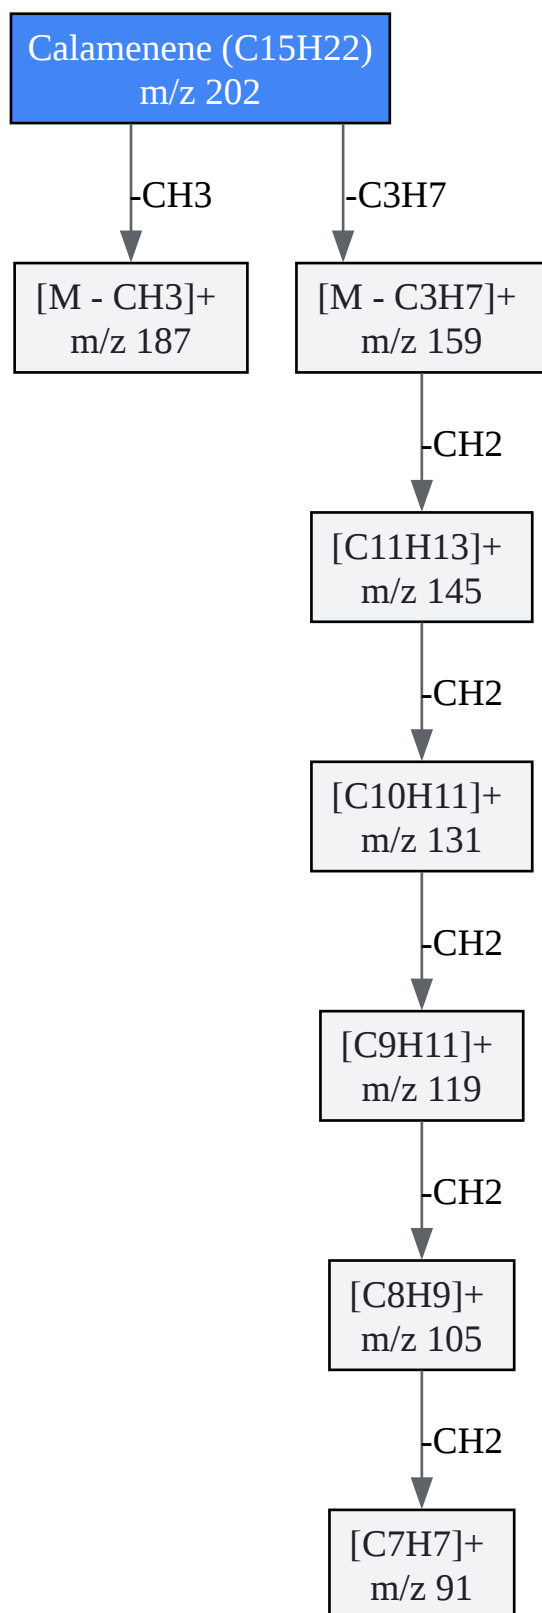 Calamenene (C15H22)
m/z 202
-CH3
-C3H7
[M - CH3]+
m/z 187
[M - C3H7]+
m/z 159
-CH2
[C11H13]+
m/z 145
-CH2
[C10H11]+
m/z 131
-CH2
[C9H11]+
m/z 119
-CH2
[C8H9]+
m/z 105
-CH2
[C7H7]+
m/z 91